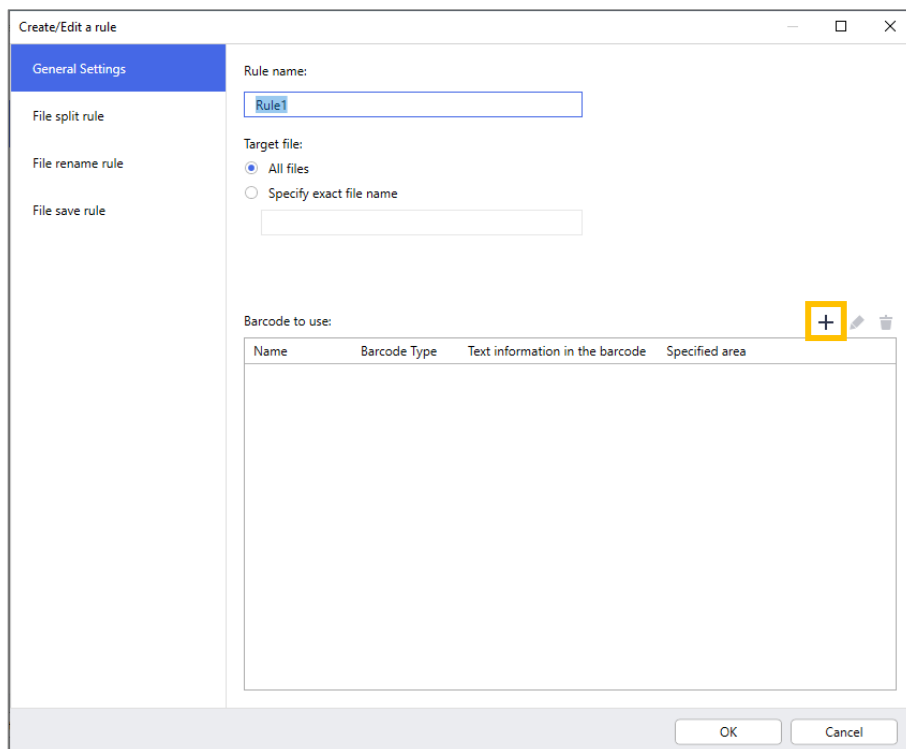 Create/Edit a rule
General Settings
File split rule
File rename rule
File save rule
Rule name:
Rule1
Target file:
All files
Specify exact file name
Barcode to use:
Name Barcode Type Text information in the barcode Specified area
OK Cancel